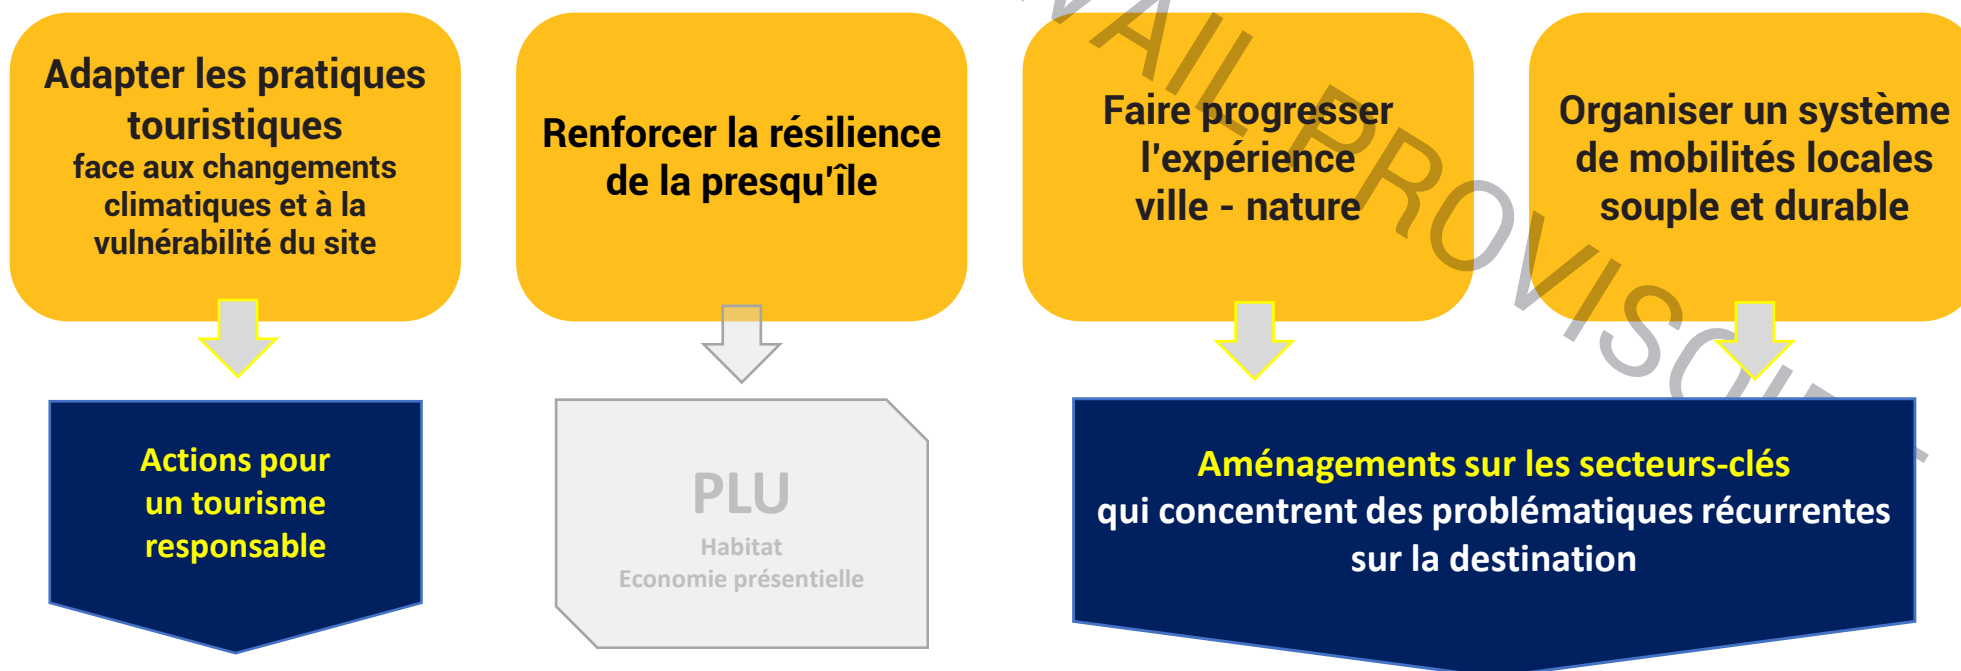 Adapter les pratiques
touristiques
face aux changements
climatiques et à la
vulnérabilité du site
Renforcer la résilience
de la presqu'île
Faire progresser
l'expérience
ville - nature
Organiser un système
de mobilités locales
souple et durable
Actions pour
un tourisme
responsable
PLU
Habitat
Economie présentielle
Aménagements sur les secteurs-clés
qui concentrent des problématiques récurrentes
sur la destination
PROVISOIRE